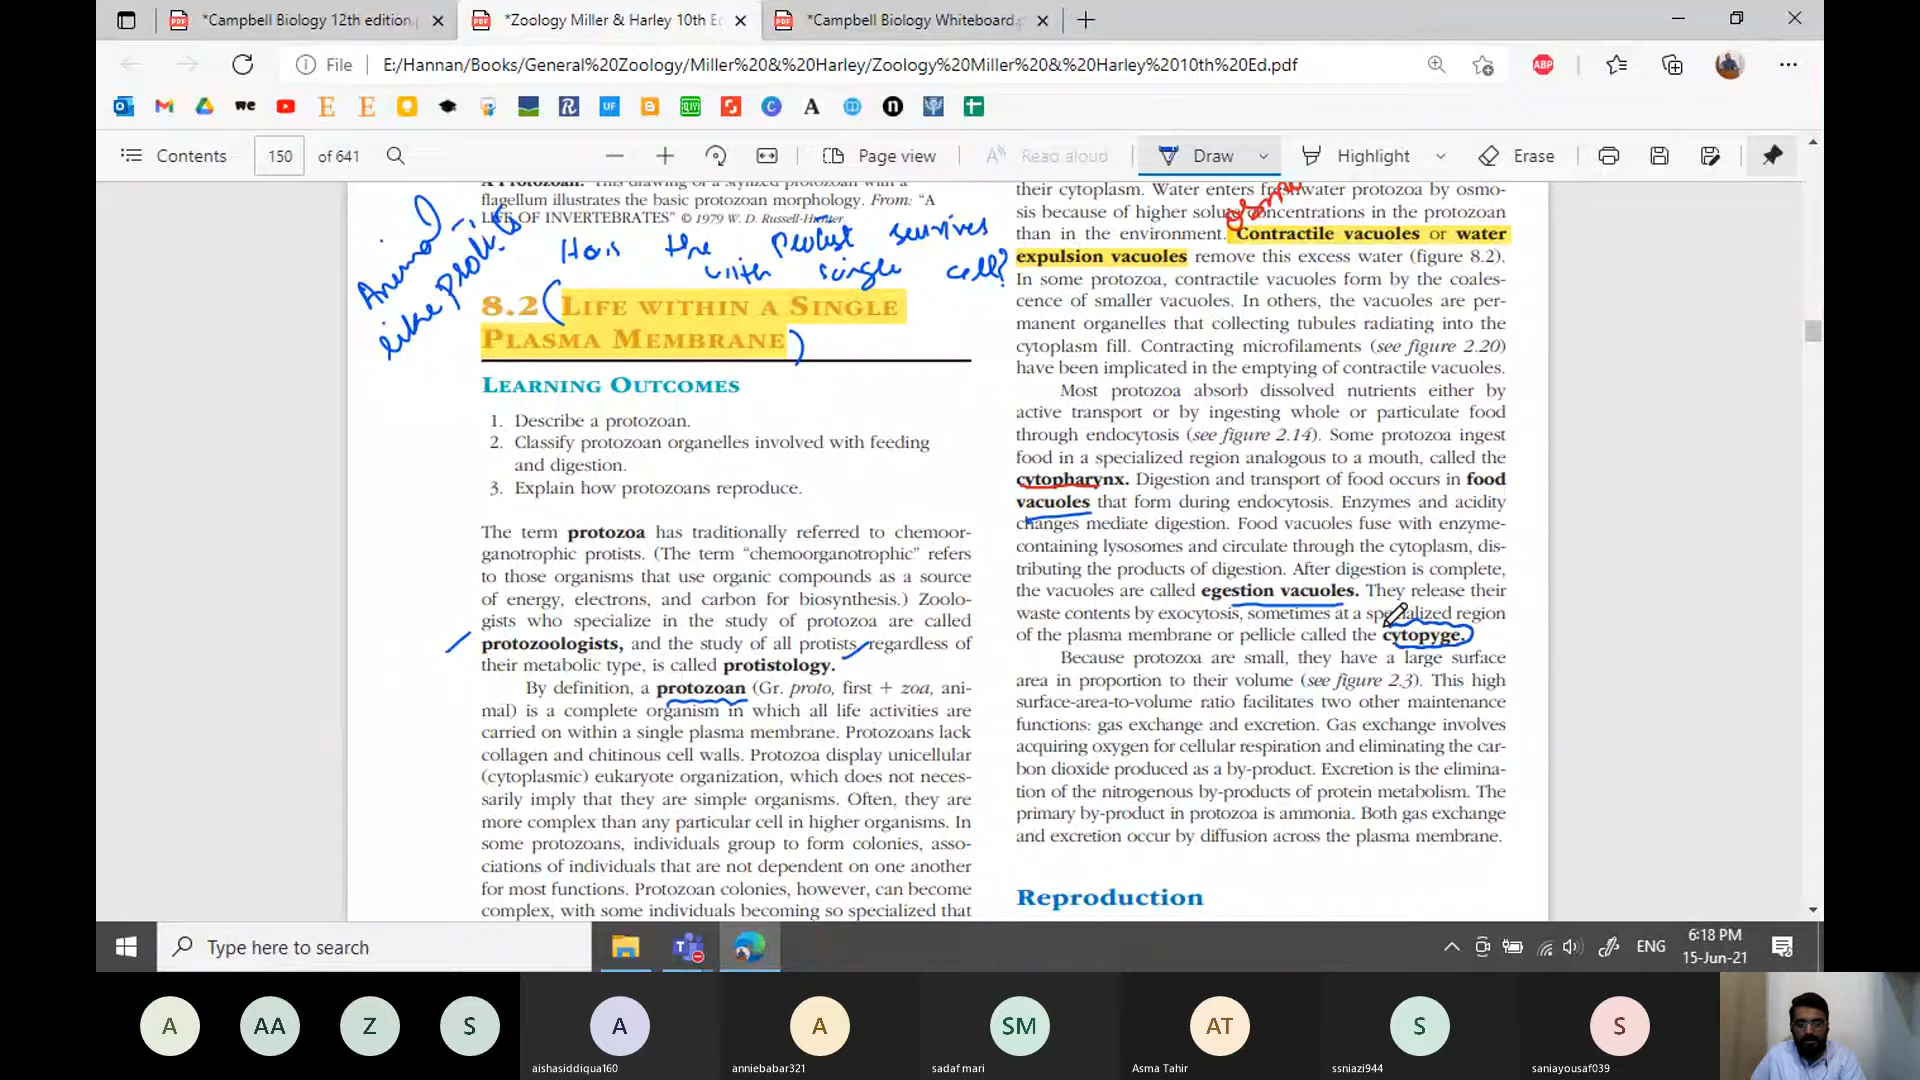 *Campbell Biology 12th edition.p
*Zoology Miller & Harley 10th Ed
*Campbell Biology Whiteboard.p
File
E:/Hannan/Books/General%20Zoology/Miller%20&%20Harley/Zoology%20Miller%20&%20Harley%2010th%20Ed.pdf
ABP
Contents
150
of 641
Page view
Read aloud
Draw
Highlight
Erase
A Protozoan. This drawing of a stylized protozoan with a
flagellum illustrates the basic protozoan morphology. From: “A
LIFE OF INVERTEBRATES” © 1979 W. D. Russell-Hunter.
Animal
like protists
How the protist survives
with single cell?
8.2 (LIFE WITHIN A SINGLE
PLASMA MEMBRANE)
LEARNING OUTCOMES
1. Describe a protozoan.
2. Classify protozoan organelles involved with feeding
and digestion.
3. Explain how protozoans reproduce.
The term protozoa has traditionally referred to chemoor-
ganotrophic protists. (The term “chemoorganotrophic” refers
to those organisms that use organic compounds as a source
of energy, electrons, and carbon for biosynthesis.) Zoolo-
gists who specialize in the study of protozoa are called
protozoologists, and the study of all protists regardless of
their metabolic type, is called protistology.
By definition, a protozoan (Gr. proto, first + zoa, ani-
mal) is a complete organism in which all life activities are
carried on within a single plasma membrane. Protozoans lack
collagen and chitinous cell walls. Protozoa display unicellular
(cytoplasmic) eukaryote organization, which does not neces-
sarily imply that they are simple organisms. Often, they are
more complex than any particular cell in higher organisms. In
some protozoans, individuals group to form colonies, asso-
ciations of individuals that are not dependent on one another
for most functions. Protozoan colonies, however, can become
complex, with some individuals becoming so specialized that
their cytoplasm. Water enters freshwater protozoa by osmo-
sis because of higher solute concentrations in the protozoan
than in the environment. Contractile vacuoles or water
expulsion vacuoles remove this excess water (figure 8.2).
In some protozoa, contractile vacuoles form by the coales-
cence of smaller vacuoles. In others, the vacuoles are per-
manent organelles that collecting tubules radiating into the
cytoplasm fill. Contracting microfilaments (see figure 2.20)
have been implicated in the emptying of contractile vacuoles.
Most protozoa absorb dissolved nutrients either by
active transport or by ingesting whole or particulate food
through endocytosis (see figure 2.14). Some protozoa ingest
food in a specialized region analogous to a mouth, called the
cytopharynx. Digestion and transport of food occurs in food
vacuoles that form during endocytosis. Enzymes and acidity
changes mediate digestion. Food vacuoles fuse with enzyme-
containing lysosomes and circulate through the cytoplasm, dis-
tributing the products of digestion. After digestion is complete,
the vacuoles are called egestion vacuoles. They release their
waste contents by exocytosis, sometimes at a specialized region
of the plasma membrane or pellicle called the cytopyge.
Because protozoa are small, they have a large surface
area in proportion to their volume (see figure 2.3). This high
surface-area-to-volume ratio facilitates two other maintenance
functions: gas exchange and excretion. Gas exchange involves
acquiring oxygen for cellular respiration and eliminating the car-
bon dioxide produced as a by-product. Excretion is the elimina-
tion of the nitrogenous by-products of protein metabolism. The
primary by-product in protozoa is ammonia. Both gas exchange
and excretion occur by diffusion across the plasma membrane.
Reproduction
Type here to search
ENG
6:18 PM
15-Jun-21
A
AA
Z
S
A
A
SM
AT
S
S
aishasiddiqua160
anniebabar321
sadaf mari
Asma Tahir
ssniazi944
saniayousaf039